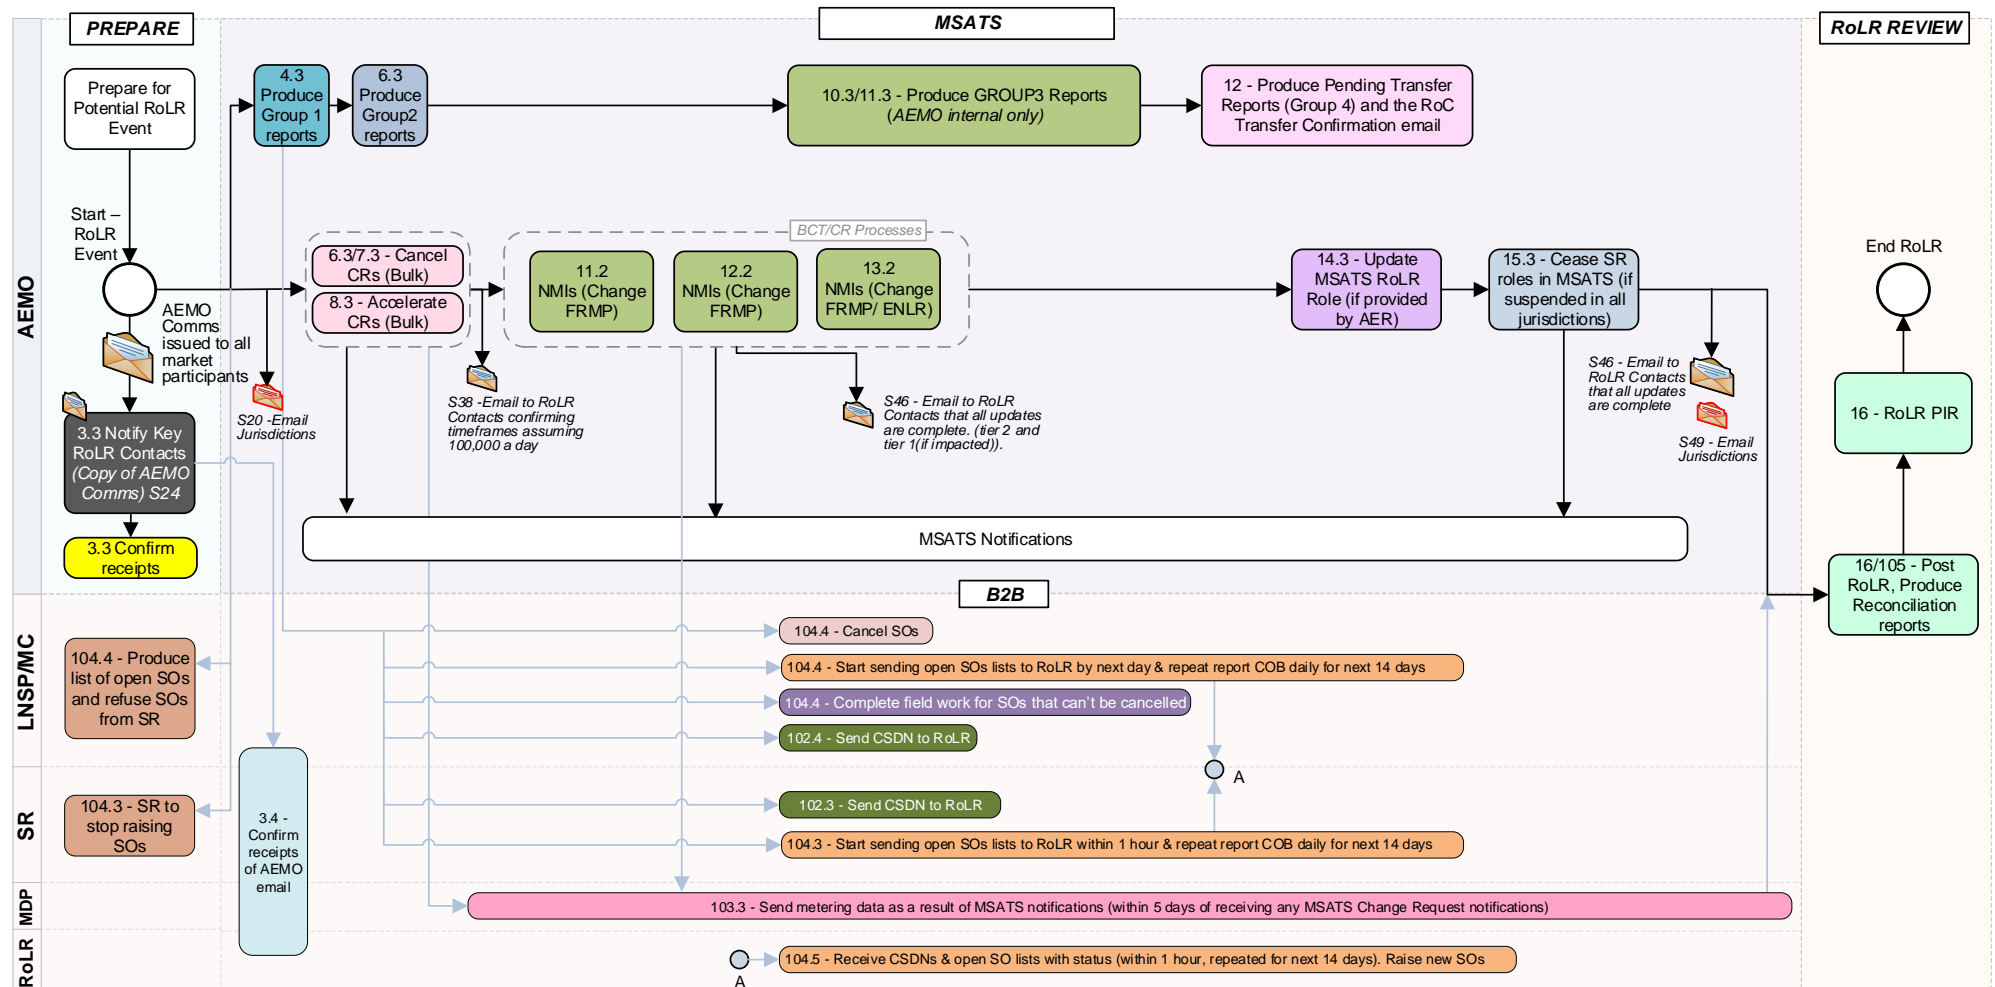 PREPARE
MSATS
RoLR REVIEW
AEMO
Prepare for
Potential RoLR
Event
4.3
Produce
Group 1
reports
6.3
Produce
Group2
reports
10.3/11.3 - Produce GROUP3 Reports
(AEMO internal only)
12 - Produce Pending Transfer
Reports (Group 4) and the RoC
Transfer Confirmation email
Start –
RoLR
Event
BCT/CR Processes
6.3/7.3 - Cancel
CRs (Bulk)
8.3 - Accelerate
CRs (Bulk)
11.2
NMIs (Change
FRMP)
12.2
NMIs (Change
FRMP)
13.2
NMIs (Change
FRMP/ ENLR)
14.3 - Update
MSATS RoLR
Role (if provided
by AER)
15.3 - Cease SR
roles in MSATS (if
suspended in all
jurisdictions)
End RoLR
AEMO
Comms
issued to all
market
participants
S20 -Email
Jurisdictions
S38 -Email to RoLR
Contacts confirming
timeframes assuming
100,000 a day
S46 - Email to RoLR
Contacts that all updates
are complete. (tier 2 and
tier 1(if impacted)).
S46 - Email to
RoLR Contacts
that all updates
are complete
S49 - Email
Jurisdictions
16 - RoLR PIR
3.3 Notify Key
RoLR Contacts
(Copy of AEMO
Comms) S24
3.3 Confirm
receipts
MSATS Notifications
16/105 - Post
RoLR, Produce
Reconciliation
reports
B2B
LNSP/MC
104.4 - Produce
list of open SOs
and refuse SOs
from SR
104.4 - Cancel SOs
104.4 - Start sending open SOs lists to RoLR by next day & repeat report COB daily for next 14 days
104.4 - Complete field work for SOs that can't be cancelled
102.4 - Send CSDN to RoLR
A
SR
104.3 - SR to
stop raising
SOs
3.4 -
Confirm
receipts
of AEMO
email
102.3 - Send CSDN to RoLR
104.3 - Start sending open SOs lists to RoLR within 1 hour & repeat report COB daily for next 14 days
MDP
103.3 - Send metering data as a result of MSATS notifications (within 5 days of receiving any MSATS Change Request notifications)
RoLR
A
104.5 - Receive CSDNs & open SO lists with status (within 1 hour, repeated for next 14 days). Raise new SOs